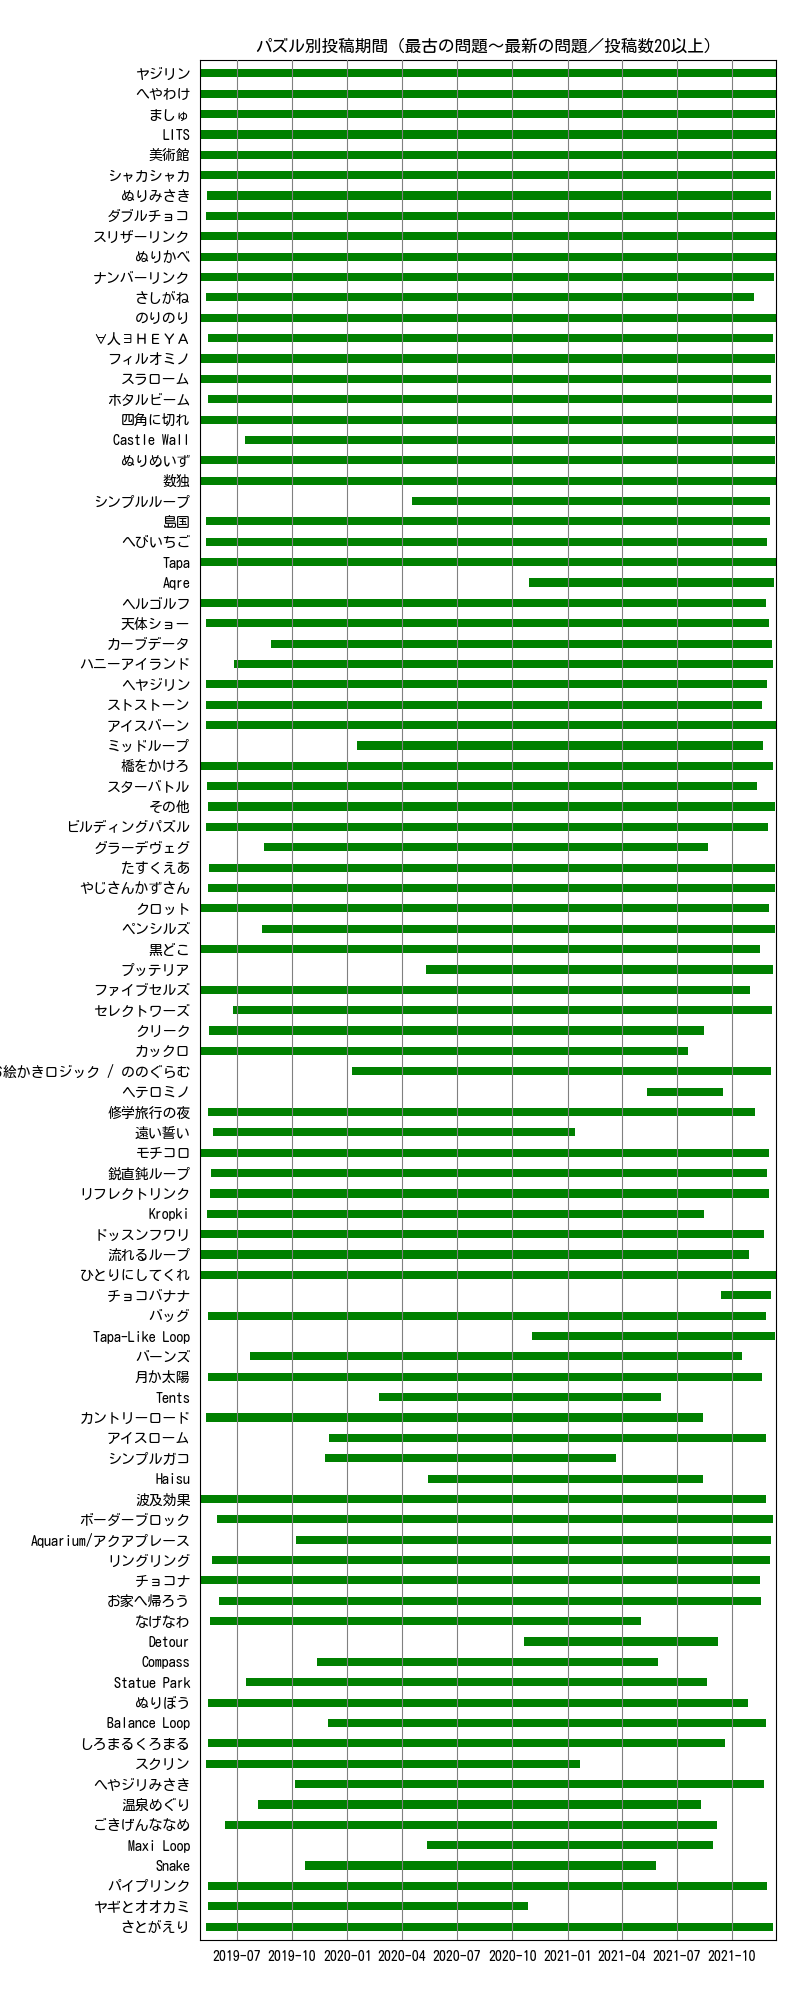 パズル別投稿期間（最古の問題～最新の問題／投稿数20以上）
ヤジリン
へやわけ
ましゅ
LITS
美術館
シャカシャカ
ぬりみさき
ダブルチョコ
スリザーリンク
ぬりかべ
ナンバーリンク
さしがね
のりのり
∀人ヨＨＥＹＡ
フィルオミノ
スラローム
ホタルビーム
四角に切れ
Castle Wall
ぬりめいず
数独
シンプルループ
島国
へびいちご
Tapa
Aqre
ヘルゴルフ
天体ショー
カーブデータ
ハニーアイランド
ヘヤジリン
ストストーン
アイスバーン
ミッドループ
橋をかけろ
スターバトル
その他
ビルディングパズル
グラーデヴェグ
たすくえあ
やじさんかずさん
クロット
ペンシルズ
黒どこ
プッテリア
ファイブセルズ
セレクトワーズ
クリーク
カックロ
絵かきロジック / ののぐらむ
ヘテロミノ
修学旅行の夜
遠い誓い
モチコロ
鋭直鈍ループ
リフレクトリンク
Kropki
ドッスンフワリ
流れるループ
ひとりにしてくれ
チョコバナナ
バッグ
Tapa-Like Loop
バーンズ
月か太陽
Tents
カントリーロード
アイスローム
シンプルガコ
Haisu
波及効果
ボーダーブロック
Aquarium/アクアプレース
リングリング
チョコナ
お家へ帰ろう
なげなわ
Detour
Compass
Statue Park
ぬりぼう
Balance Loop
しろまるくろまる
スクリン
へやジリみさき
温泉めぐり
ごきげんななめ
Maxi Loop
Snake
パイプリンク
ヤギとオオカミ
さとがえり
2019-07 2019-10 2020-01 2020-04 2020-07 2020-10 2021-01 2021-04 2021-07 2021-10